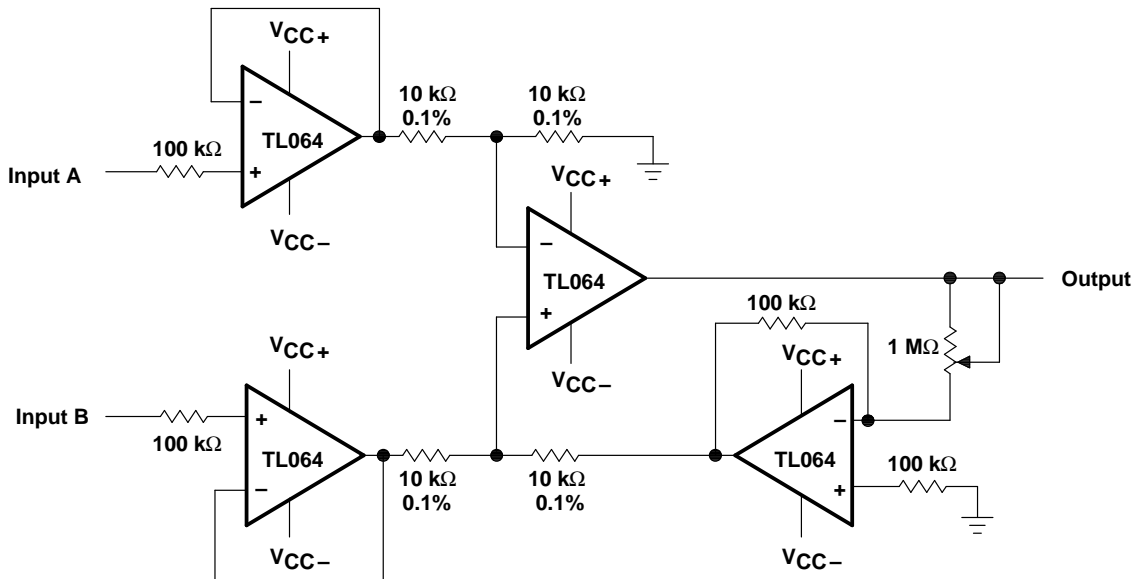 VCC+
10 kΩ
0.1%
10 kΩ
0.1%
−
TL064
100 kΩ
+
Input A
VCC−
VCC+
−
TL064
+
Output
VCC−
100 kΩ
1 MΩ
VCC+
VCC+
Input B
100 kΩ
+
TL064
−
10 kΩ
0.1%
10 kΩ
0.1%
−
TL064
+
100 kΩ
VCC−
VCC−